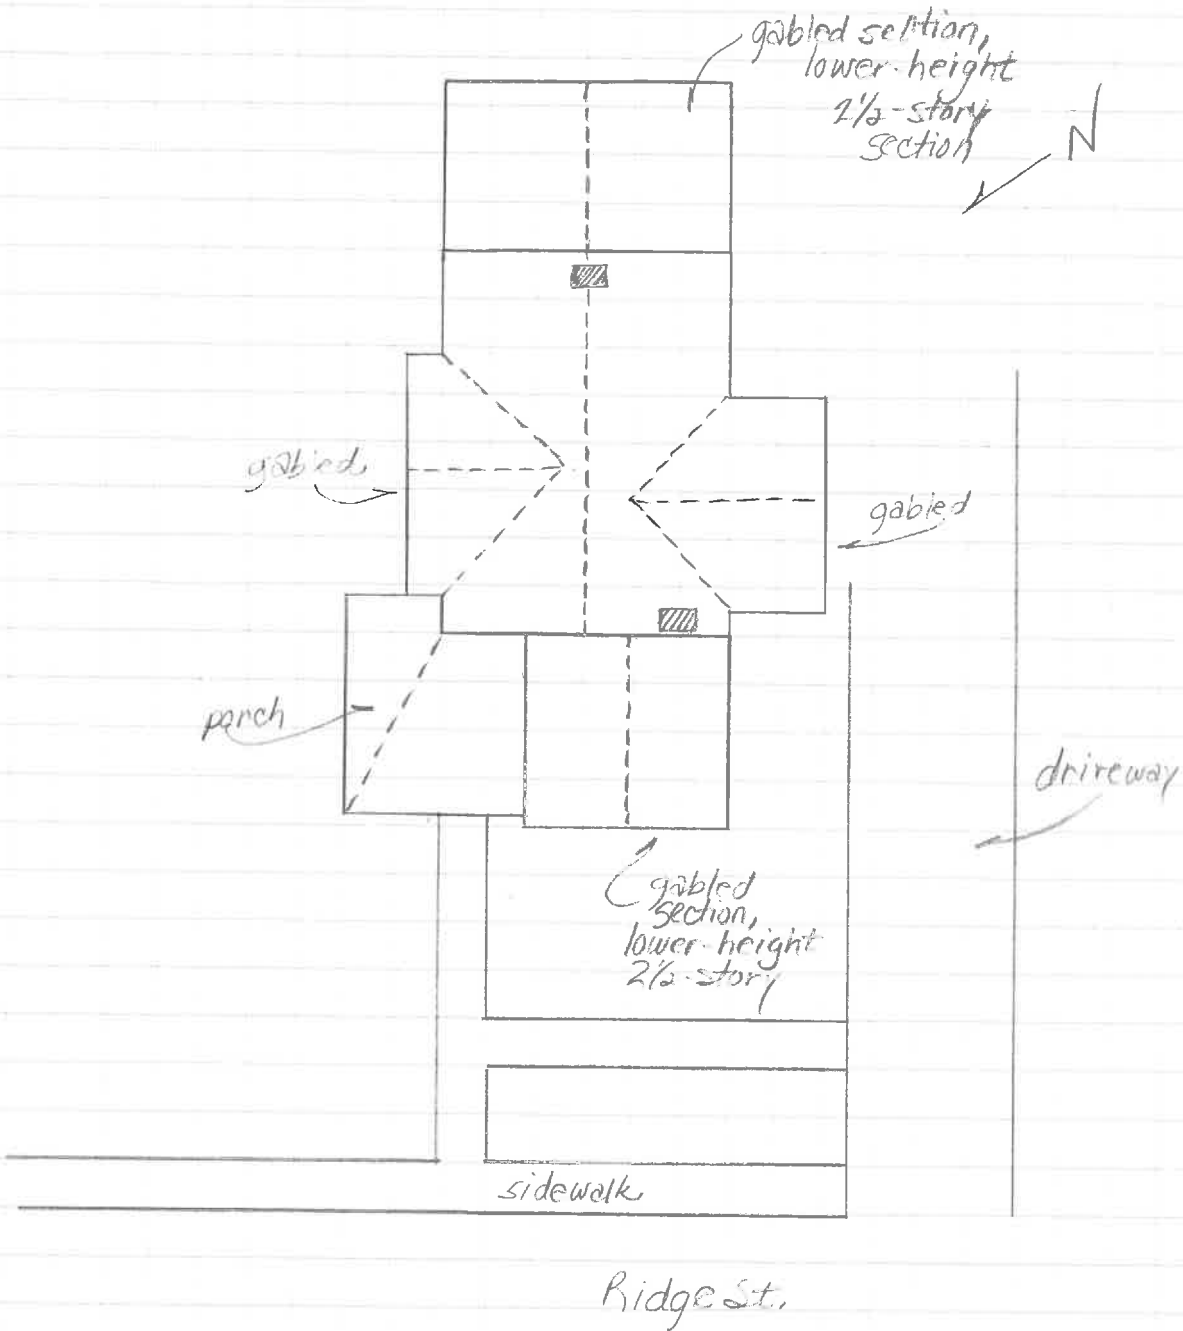 gabled section,
lower-height
2½-story
section
N
gabled
gabled
porch
driveway
gabled
section,
lower-height
2½-story
sidewalk
Ridge St.